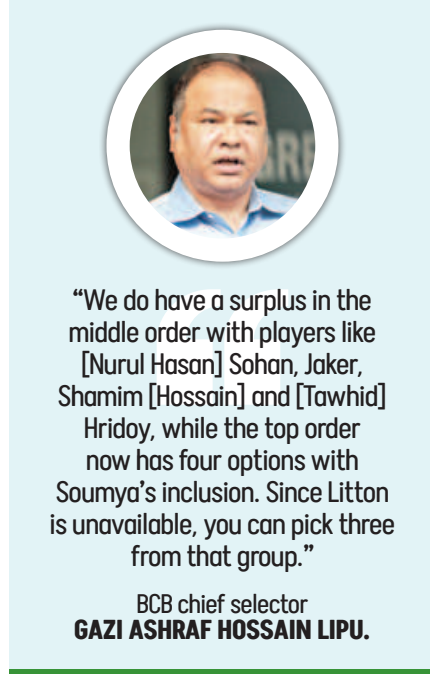 “We do have a surplus in the
middle order with players like
[Nurul Hasan] Sohan, Jaker,
Shamim [Hossain] and [Tawhid]
Hridoy, while the top order
now has four options with
Soumya’s inclusion. Since Litton
is unavailable, you can pick three
from that group.”
BCB chief selector
GAZI ASHRAF HOSSAIN LIPU.